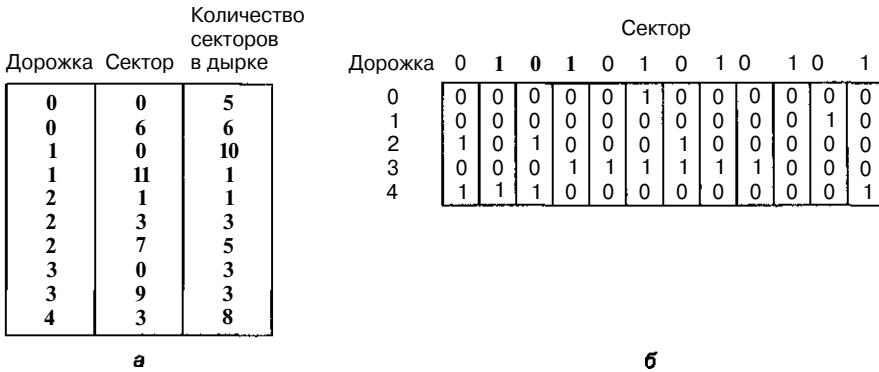 Количество
секторов
Дорожка Сектор в дырке
0 0 5
0 6 6
1 0 10
1 11 1
2 1 1
2 3 3
2 7 5
3 0 3
3 9 3
4 3 8
а
Сектор
Дорожка 0 1 0 1 0 1 0 1 0 1 0 1
0 0 0 0 0 0 1 0 0 0 0 0 0
1 0 0 0 0 0 0 0 0 0 0 1 0
2 1 0 1 0 0 0 1 0 0 0 0 0
3 0 0 0 1 1 1 1 1 1 0 0 0
4 1 1 1 0 0 0 0 0 0 0 0 1
б